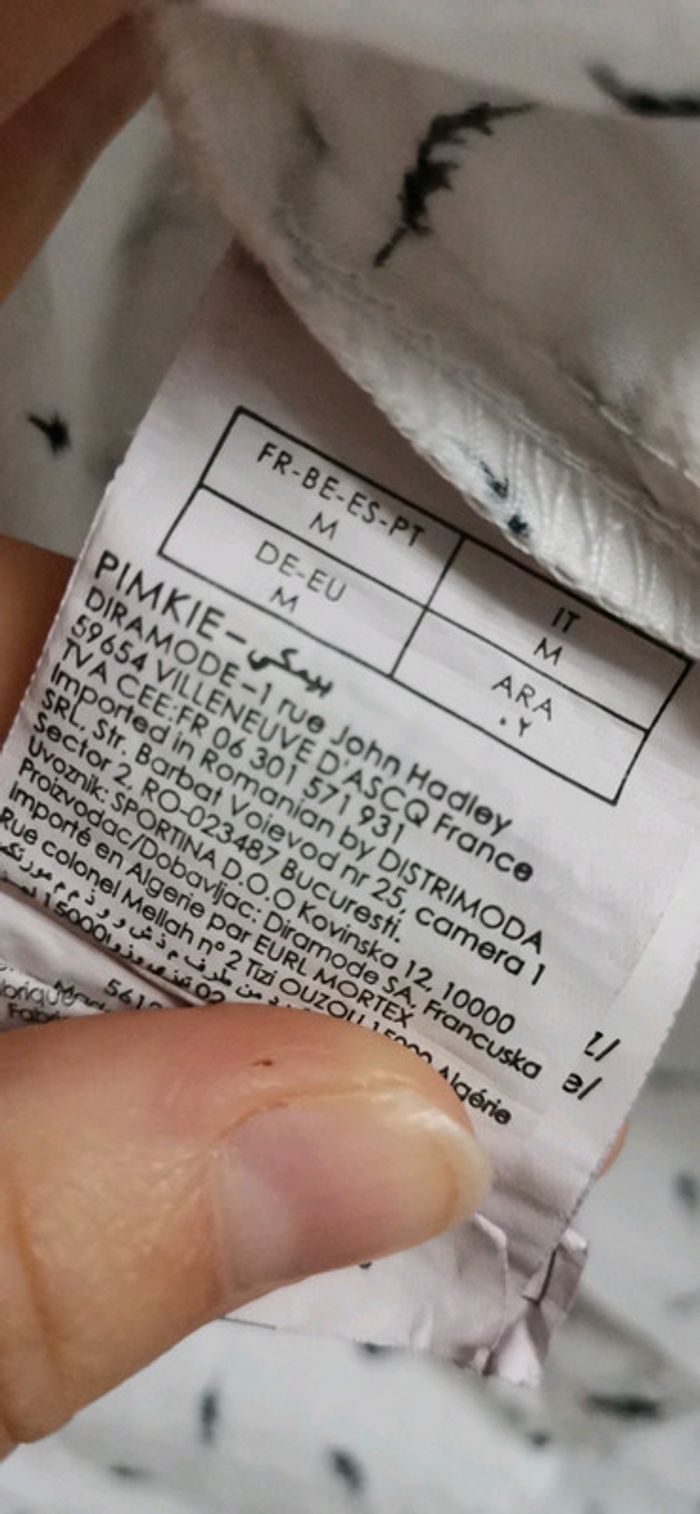 FR-BE-ES-PT
M
IT
M
DE-EU
M
ARA
٠٢
PIMKIE-بيمكي
DIRAMODE-1 rue John Hadley
59654 VILLENEUVE D'ASCQ France
TVA CEE:FR 06 301 571 931
Imported in Romanian by DISTRIMODA
SRL, Str. Barbat Voievod nr 25, camera 1
Sector 2, RO-023487 Bucuresti.
Uvoznik: SPORTINA D.O.O Kovinska 12, 10000
Proizvodac/Dobavljac: Diramode SA, Francuska
Importé en Algerie par EURL MORTEX
Rue colonel Mellah n° 2 Tizi OUZOU 15000 Algérie